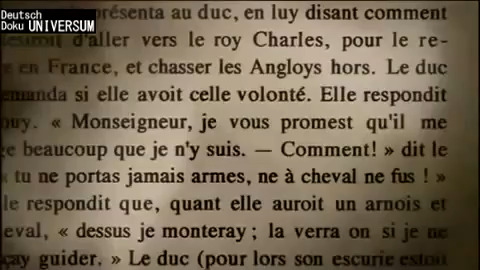 Deutsch
Doku UNIVERSUM
présenta au duc, en luy disant comment
d'aller vers le roy Charles, pour le re-
en France, et chasser les Angloys hors. Le duc
si elle avoit celle volonté. Elle respondit
« Monseigneur, je vous promest qu'il me
beaucoup que je n'y suis. — Comment! » dit le
« tu ne portas jamais armes, ne à cheval ne fus ! »
le respondit que, quant elle auroit un arnois et
« dessus je monteray ; la verra on si je ne
guider. » Le duc (pour lors son escurie estoit